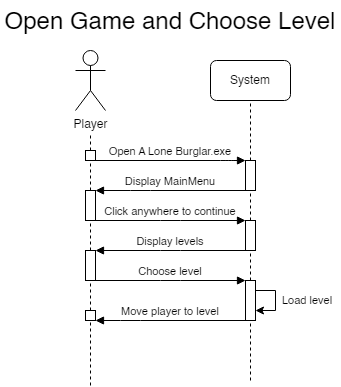 Open Game and Choose Level
System
Player
Open A Lone Burglar.exe
Display MainMenu
Click anywhere to continue
Display levels
Choose level
Load level
Move player to level